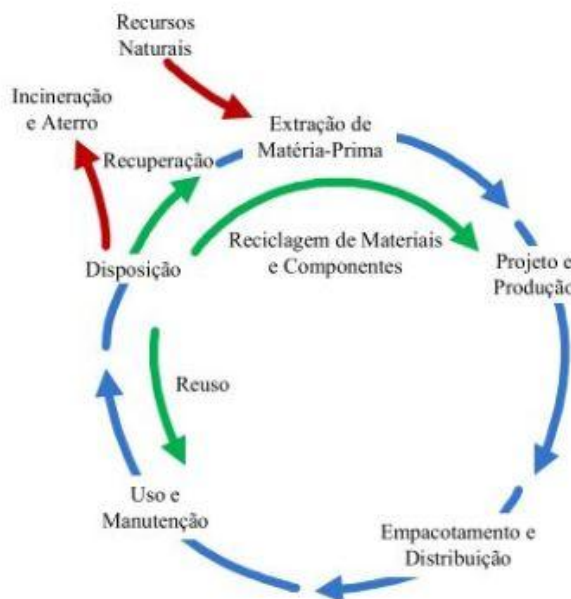 Recursos
Naturais
Incineração
e Aterro
Extração de
Matéria-Prima
Recuperação
Reciclagem de Materiais
e Componentes
Disposição
Projeto e
Produção
Reuso
Uso e
Manutenção
Empacotamento e
Distribuição